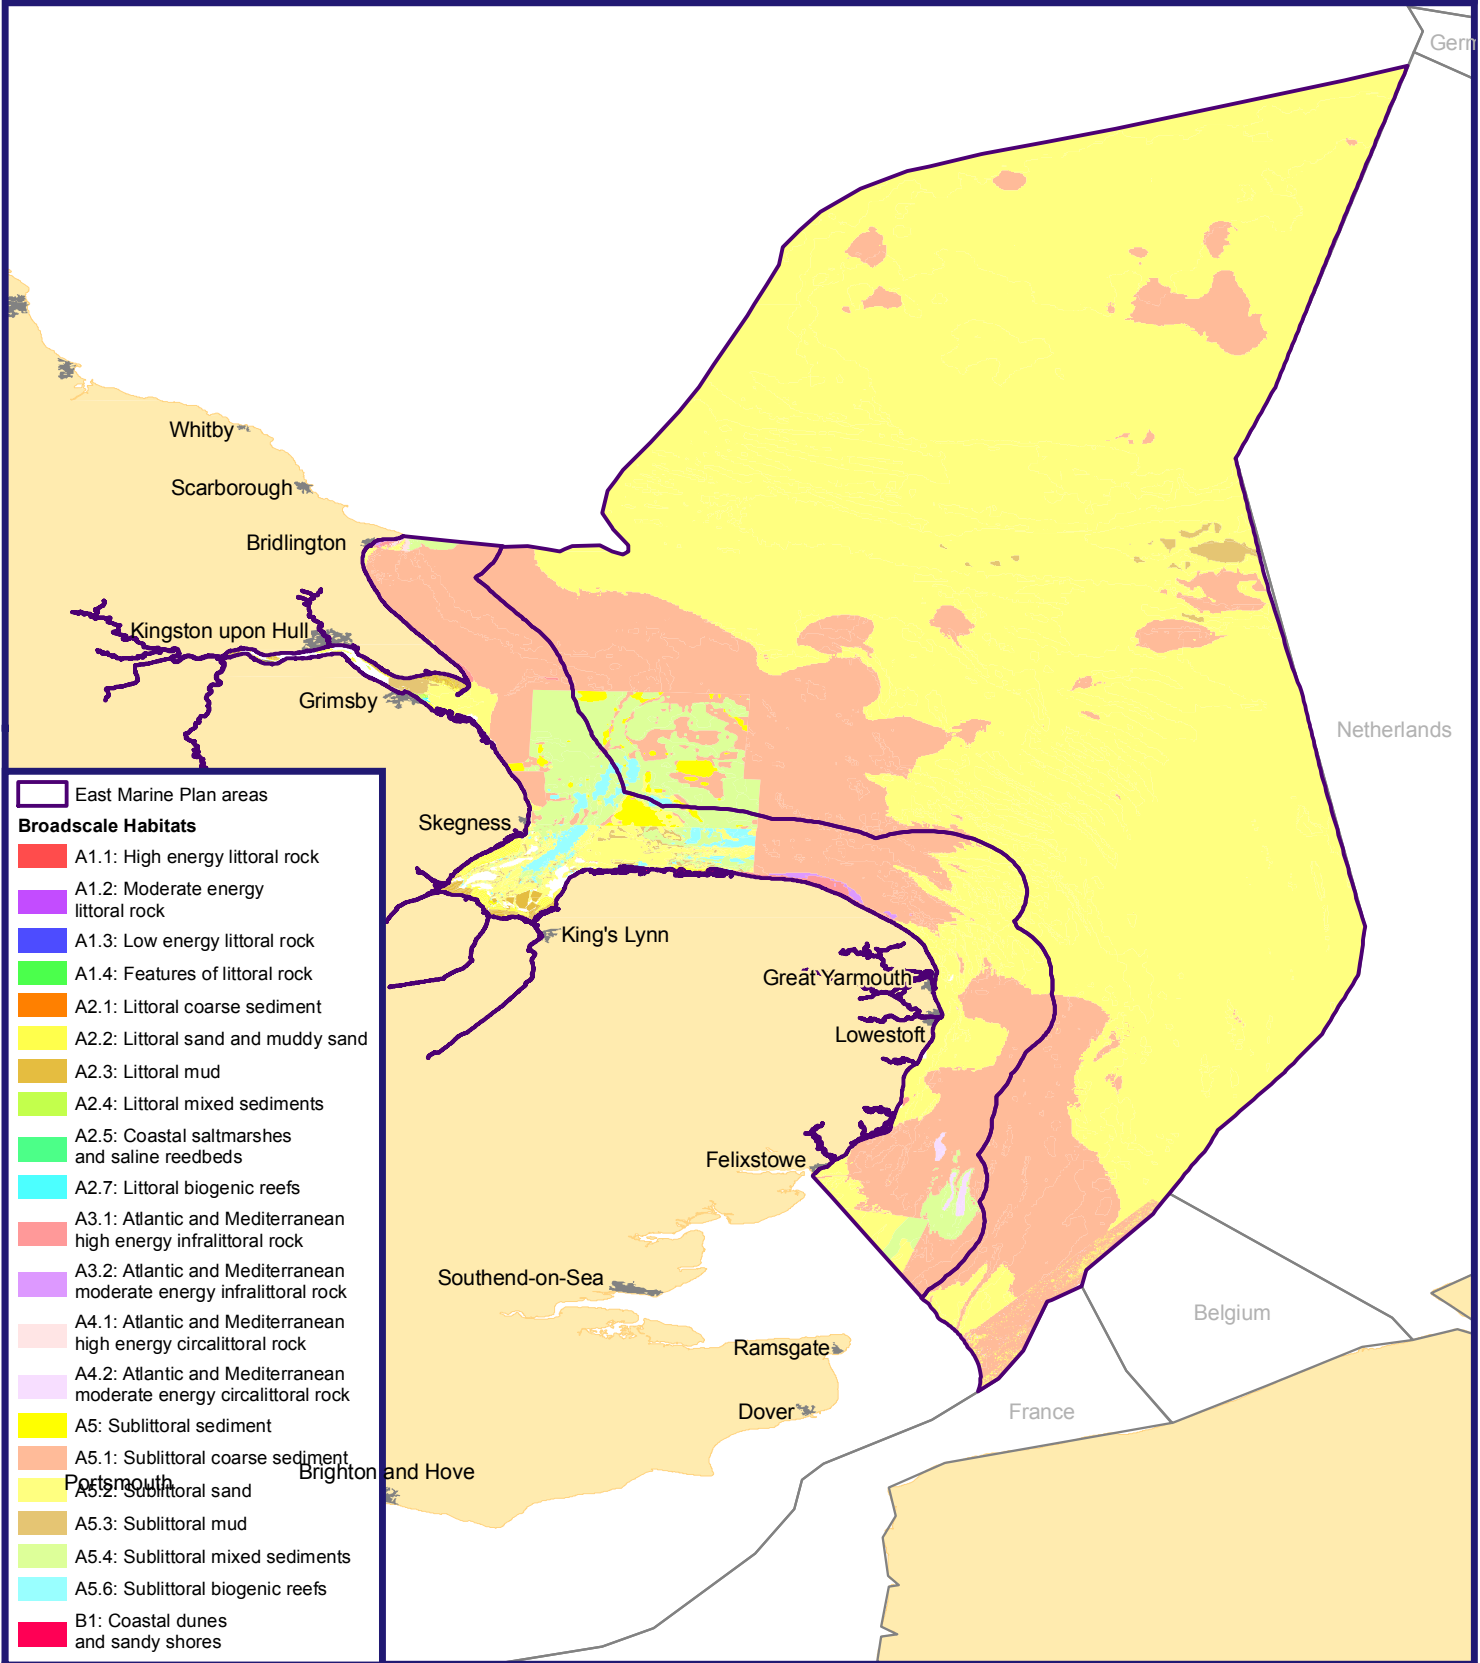 Germ
Whitby
Scarborough
Bridlington
Kingston upon Hull
Grimsby
Netherlands
Skegness
King's Lynn
Great Yarmouth
Lowestoft
Felixstowe
Southend-on-Sea
Belgium
Ramsgate
France
Dover
Brighton and Hove
Portsmouth
East Marine Plan areas
Broadscale Habitats
A1.1: High energy littoral rock
A1.2: Moderate energy
littoral rock
A1.3: Low energy littoral rock
A1.4: Features of littoral rock
A2.1: Littoral coarse sediment
A2.2: Littoral sand and muddy sand
A2.3: Littoral mud
A2.4: Littoral mixed sediments
A2.5: Coastal saltmarshes
and saline reedbeds
A2.7: Littoral biogenic reefs
A3.1: Atlantic and Mediterranean
high energy infralittoral rock
A3.2: Atlantic and Mediterranean
moderate energy infralittoral rock
A4.1: Atlantic and Mediterranean
high energy circalittoral rock
A4.2: Atlantic and Mediterranean
moderate energy circalittoral rock
A5: Sublittoral sediment
A5.1: Sublittoral coarse sediment
A5.2: Sublittoral sand
A5.3: Sublittoral mud
A5.4: Sublittoral mixed sediments
A5.6: Sublittoral biogenic reefs
B1: Coastal dunes
and sandy shores